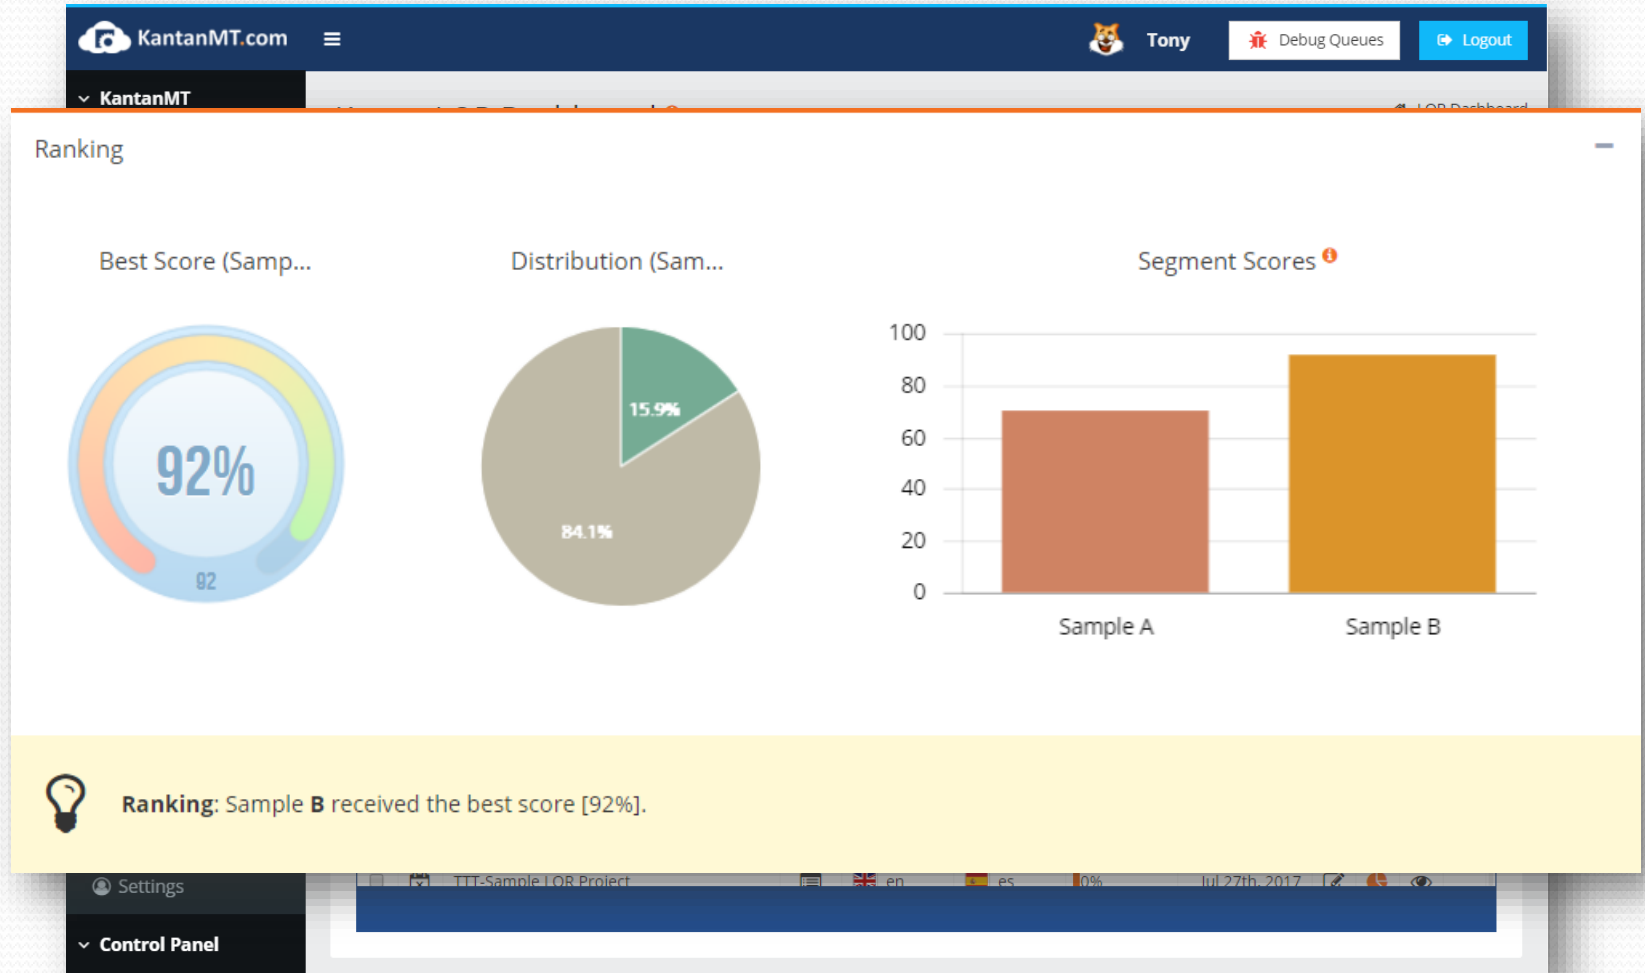 KantanMT.com
Tony
Debug Queues
Logout
KantanMT
LQR Dashboard
Ranking
Best Score (Samp...
Distribution (Sam...
Segment Scores
92%
92
15.9%
84.1%
100
80
60
40
20
0
Sample A
Sample B
Ranking: Sample B received the best score [92%].
Settings
TTT-Sample LQR Project
en
es
0%
Jul 27th, 2017
Control Panel